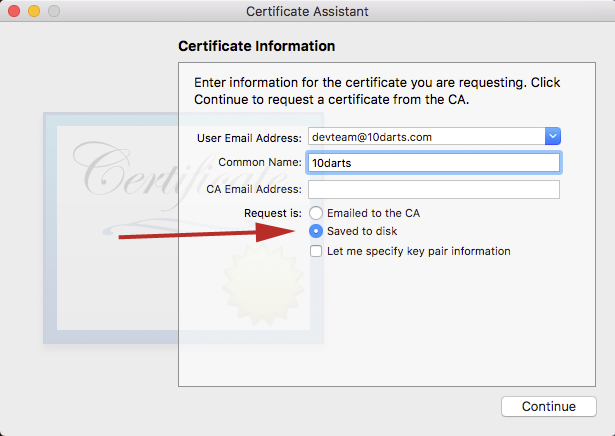 Certificate Assistant
Certificate Information
Enter information for the certificate you are requesting. Click
Continue to request a certificate from the CA.
User Email Address: devteam@10darts.com
Common Name: 10darts
CA Email Address:
Request is: Emailed to the CA
Saved to disk
Let me specify key pair information
Certificate
Continue